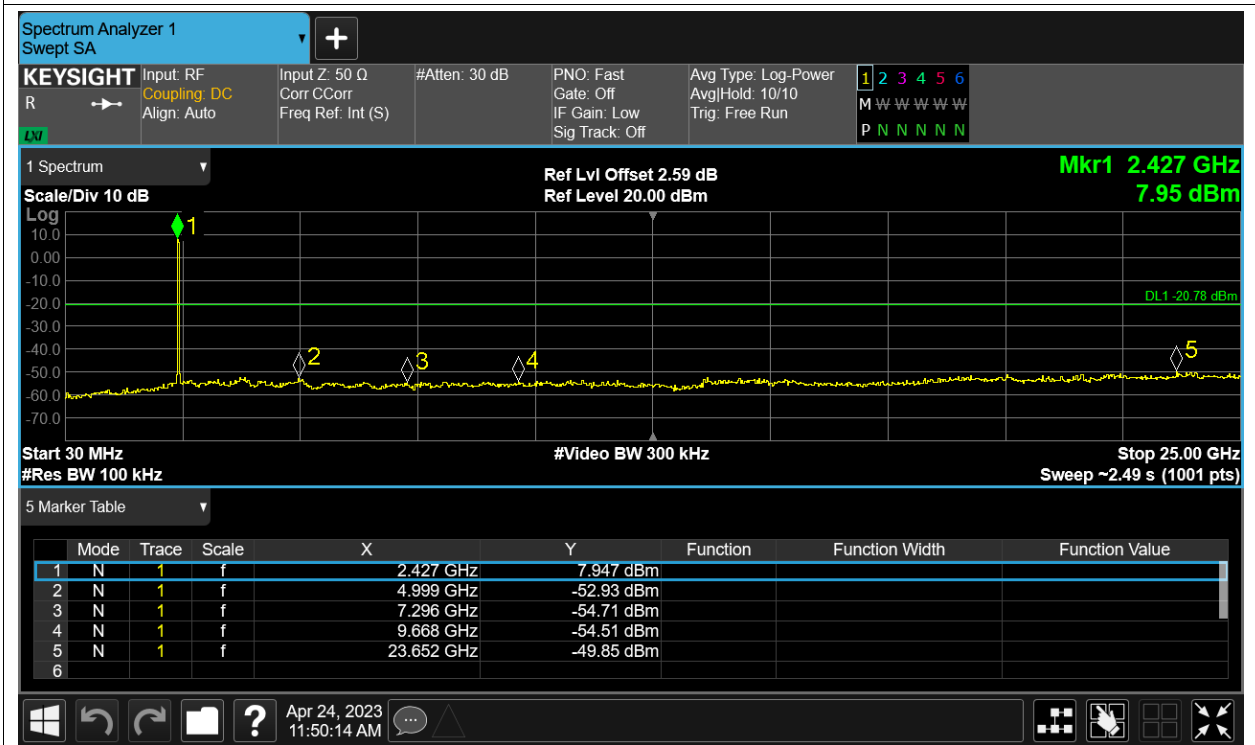 Spectrum Analyzer 1
Swept SA
+
KEYSIGHT Input: RF Input Z: 50 Ω #Atten: 30 dB PNO: Fast Avg Type: Log-Power 1 2 3 4 5 6
R Coupling: DC Corr CCorr Gate: Off Avg|Hold: 10/10 M W W W W W W
Align: Auto Freq Ref: Int (S) IF Gain: Low Trig: Free Run
LXI Sig Track: Off P N N N N N N
1 Spectrum Ref Lvl Offset 2.59 dB Mkr1 2.427 GHz
Scale/Div 10 dB Ref Level 20.00 dBm 7.95 dBm
Log
1
10.0
0.00
-10.0
-20.0 DL1 -20.78 dBm
-30.0
-40.0 2 3 4 5
-50.0
-60.0
-70.0
Start 30 MHz #Video BW 300 kHz Stop 25.00 GHz
#Res BW 100 kHz Sweep ~2.49 s (1001 pts)
5 Marker Table
Mode Trace Scale X Y Function Function Width Function Value
1 N 1 f 2.427 GHz 7.947 dBm
2 N 1 f 4.999 GHz -52.93 dBm
3 N 1 f 7.296 GHz -54.71 dBm
4 N 1 f 9.668 GHz -54.51 dBm
5 N 1 f 23.652 GHz -49.85 dBm
6
? Apr 24, 2023
11:50:14 AM